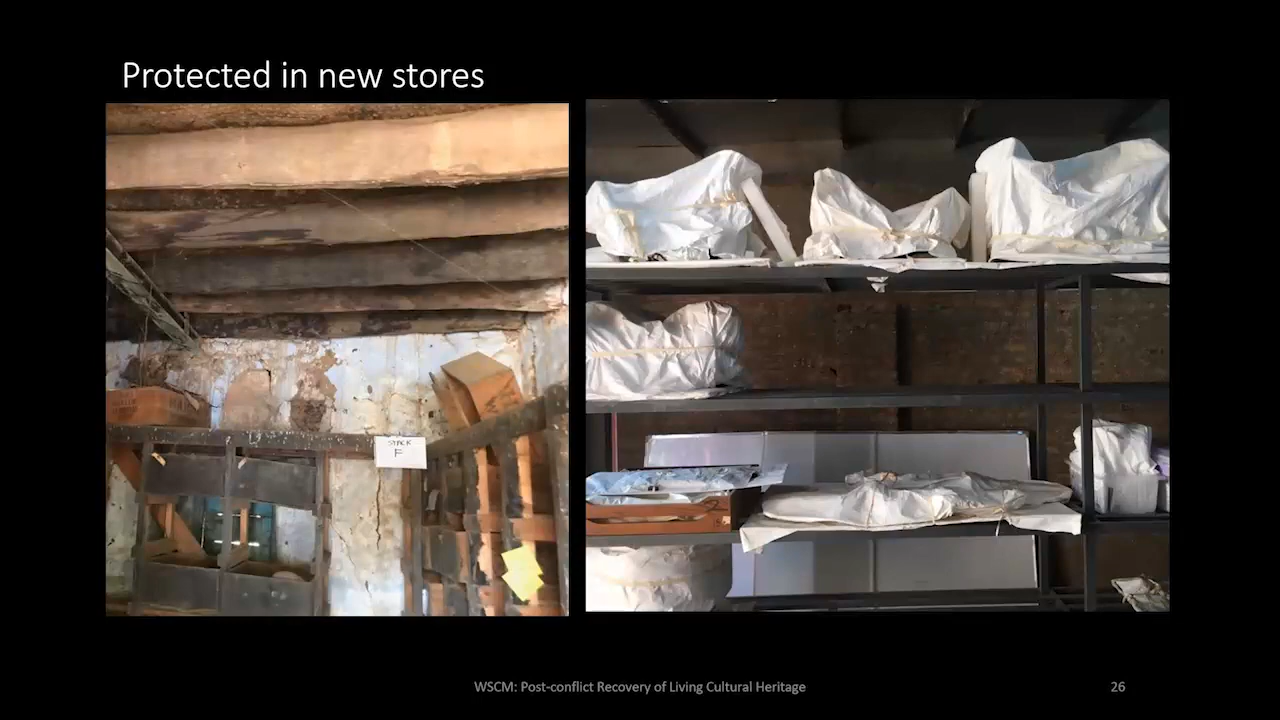 Protected in new stores
STACK
F
WSCM: Post-conflict Recovery of Living Cultural Heritage
26